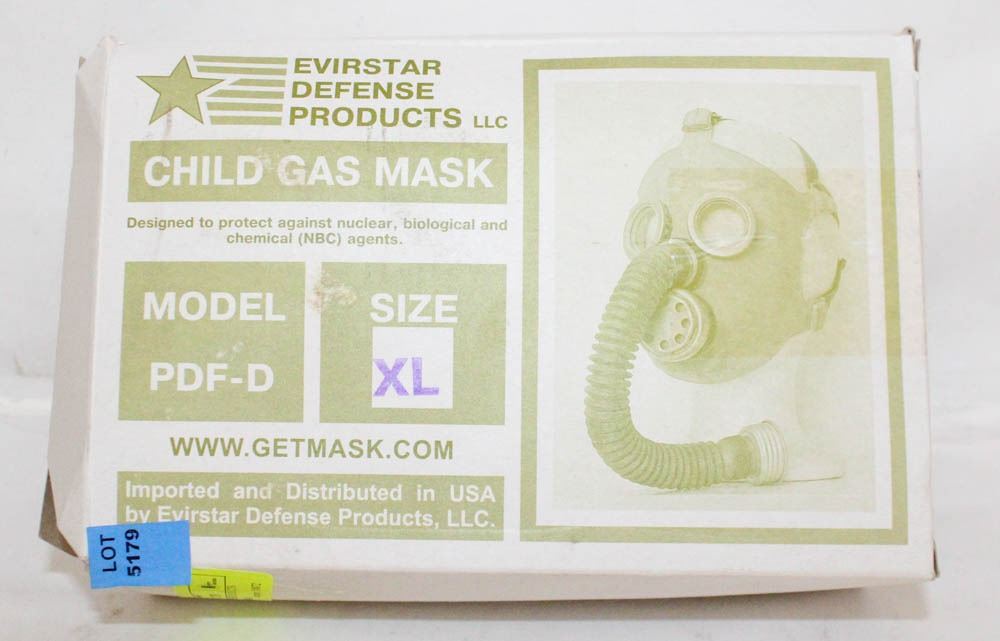 EVIRSTAR
DEFENSE
PRODUCTS LLC
CHILD GAS MASK
Designed to protect against nuclear, biological and
chemical (NBC) agents.
MODEL
PDF-D
SIZE
XL
WWW.GETMASK.COM
Imported and Distributed in USA
by Evirstar Defense Products, LLC.
LOT
5179